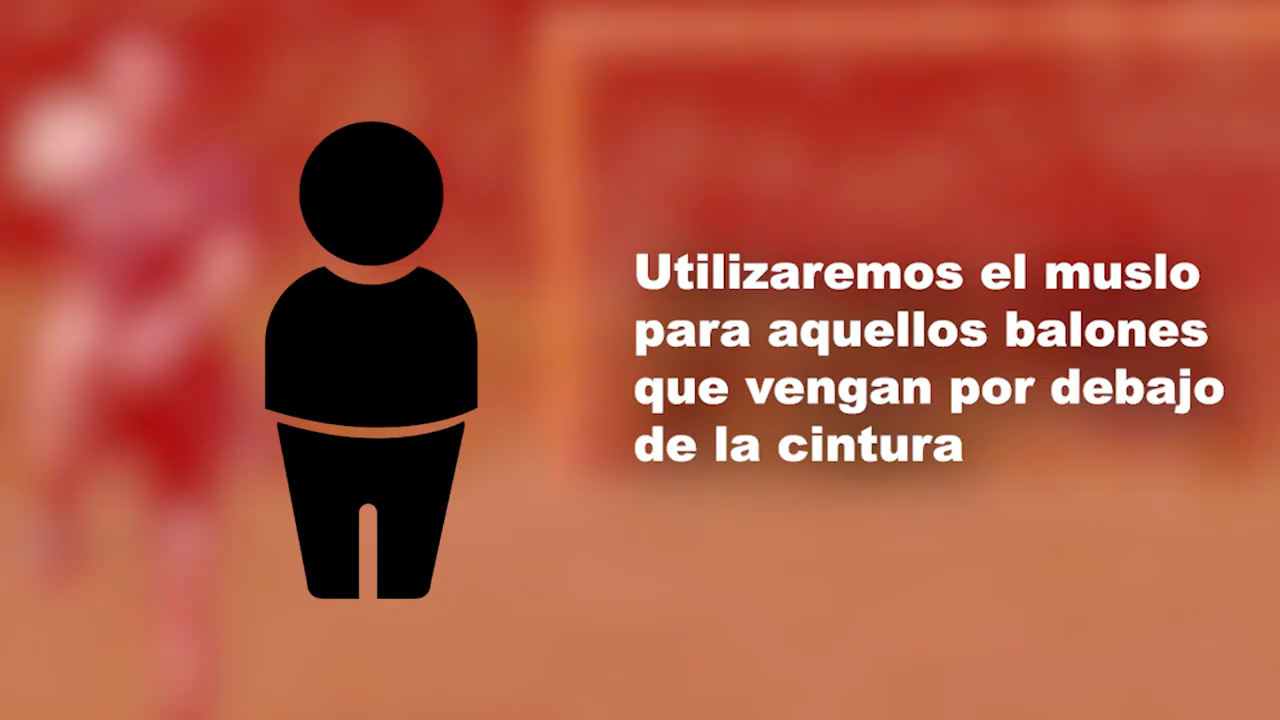 Utilizaremos el muslo
para aquellos balones
que vengan por debajo
de la cintura